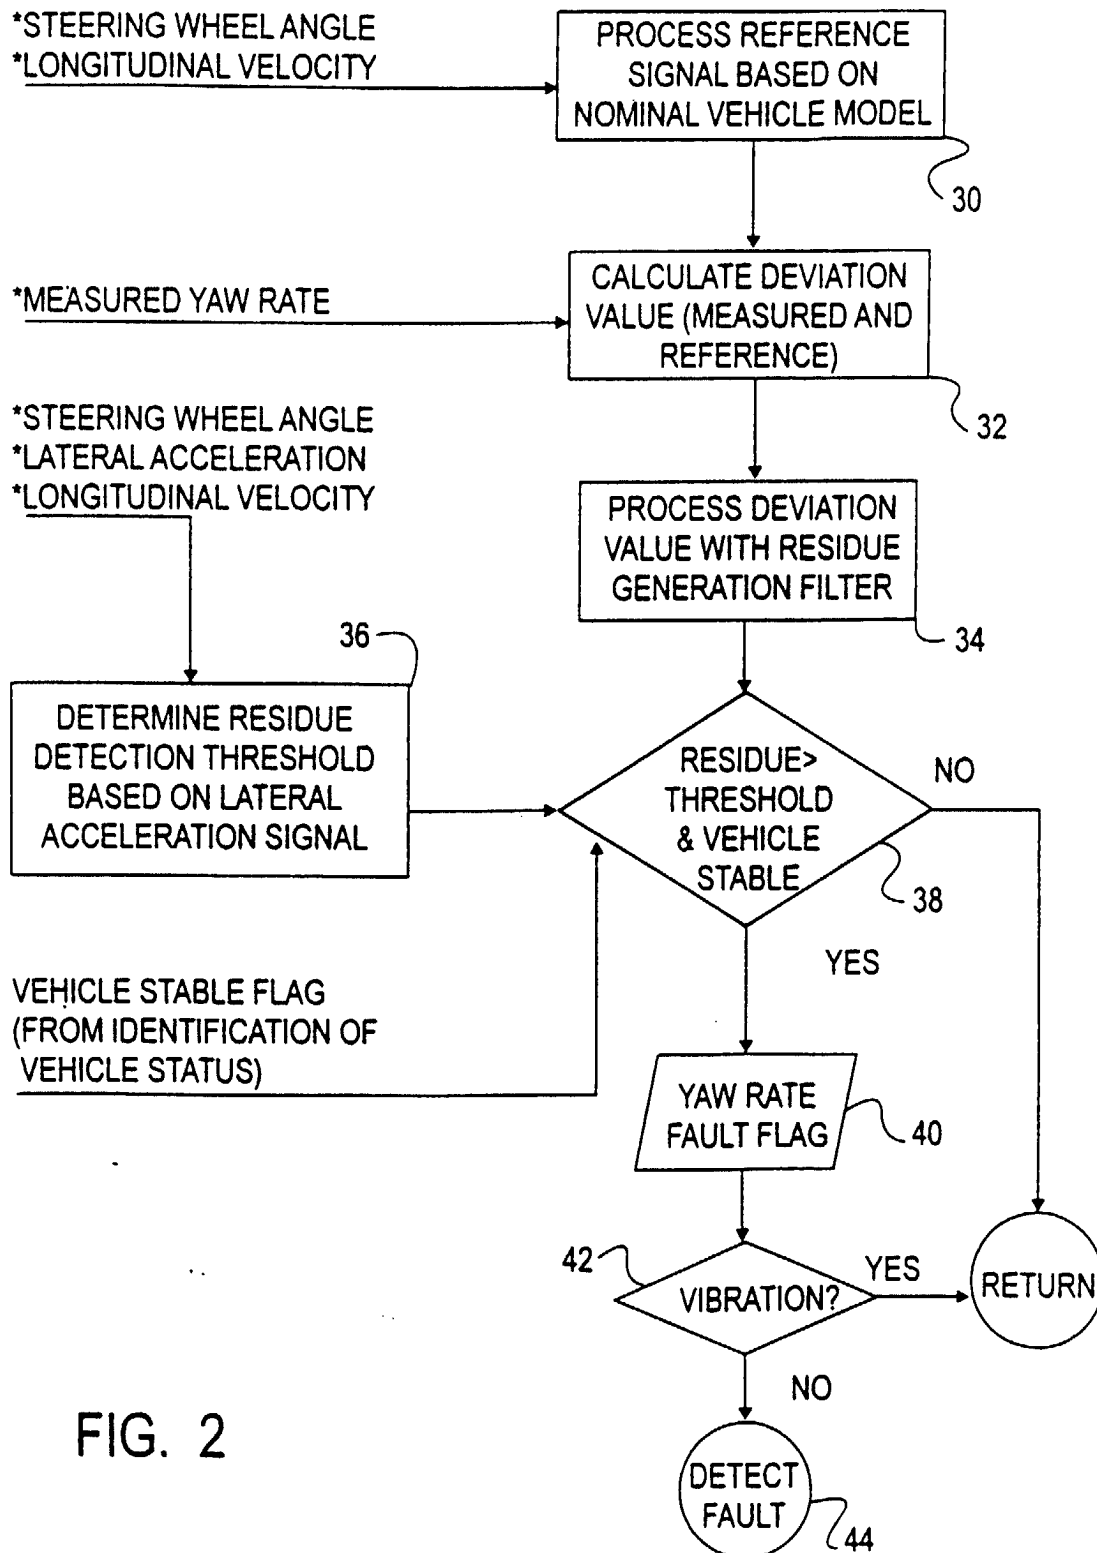 *STEERING WHEEL ANGLE
*LONGITUDINAL VELOCITY
PROCESS REFERENCE
SIGNAL BASED ON
NOMINAL VEHICLE MODEL
30
*MEASURED YAW RATE
CALCULATE DEVIATION
VALUE (MEASURED AND
REFERENCE)
32
*STEERING WHEEL ANGLE
*LATERAL ACCELERATION
*LONGITUDINAL VELOCITY
PROCESS DEVIATION
VALUE WITH RESIDUE
GENERATION FILTER
34
36
DETERMINE RESIDUE
DETECTION THRESHOLD
BASED ON LATERAL
ACCELERATION SIGNAL
RESIDUE>
THRESHOLD
& VEHICLE
STABLE
NO
38
YES
VEHICLE STABLE FLAG
(FROM IDENTIFICATION OF
VEHICLE STATUS)
YAW RATE
FAULT FLAG
40
42
VIBRATION?
YES
RETURN
NO
DETECT
FAULT
44
FIG. 2